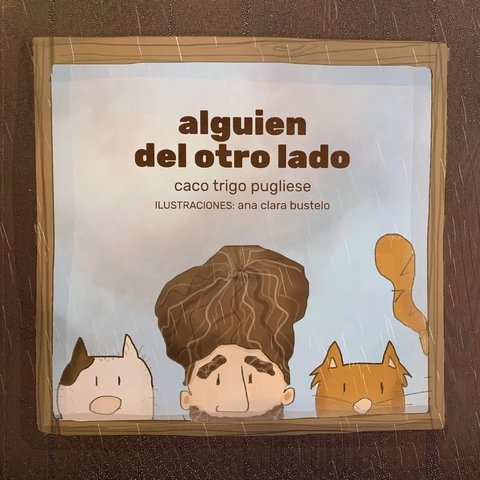 alguien
del otro lado
caco trigo pugliese
ILUSTRACIONES: ana clara bustelo